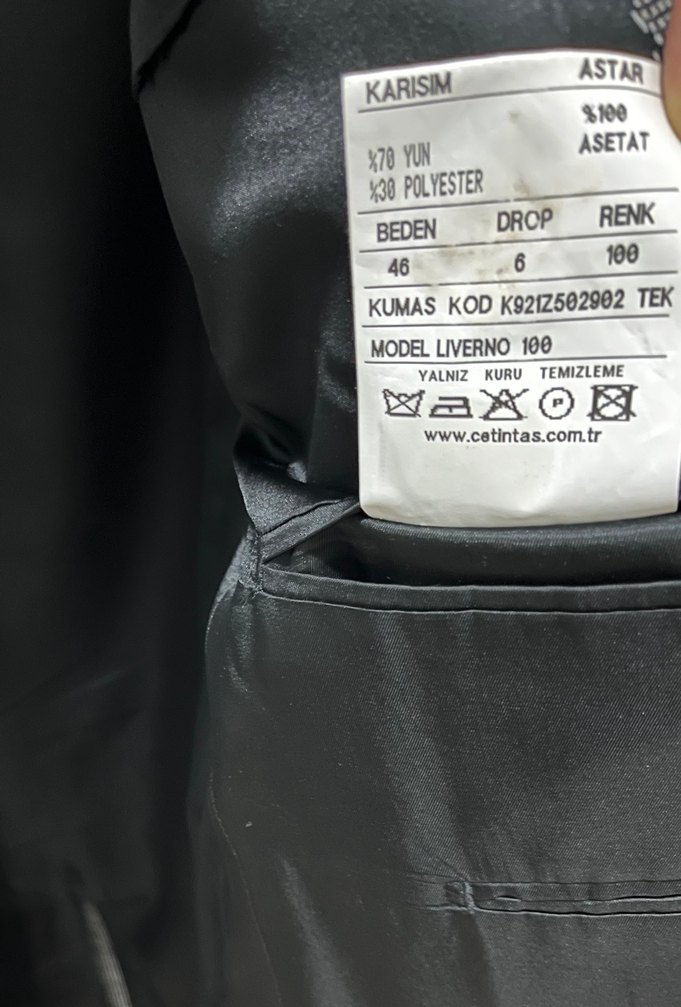 KARISIM ASTAR
%100
ASETAT
%70 YUN
%30 POLYESTER
BEDEN DROP RENK
46 6 100
KUMAS KOD K921Z502902 TEK
MODEL LIVERNO 100
YALNIZ KURU TEMIZLEME
P
www.cetintas.com.tr